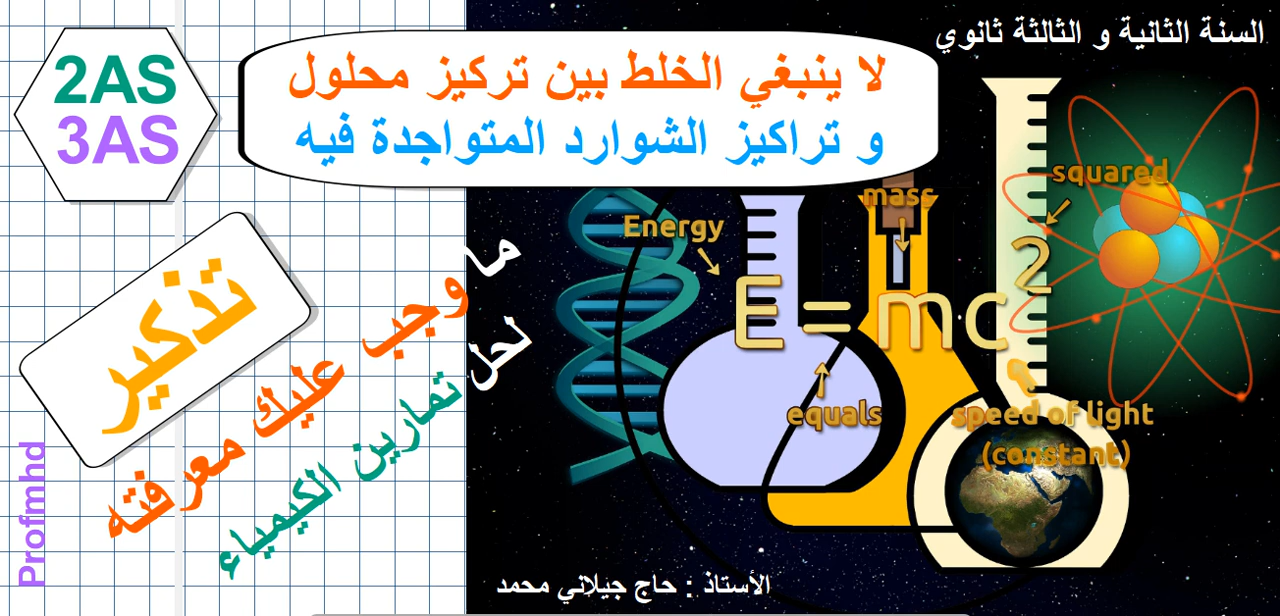 السنة الثانية و الثالثة ثانوي
2AS
3AS
لا ينبغي الخلط بين تركيز محلول
و تراكيز الشوارد المتواجدة فيه
تذكير
ما وجب عليك معرفته
لحل تمارين الكيمياء
Profmhd
Energy
mass
squared
E = mc2
equals
speed of light
(constant)
الأستاذ : حاج جيلاني محمد